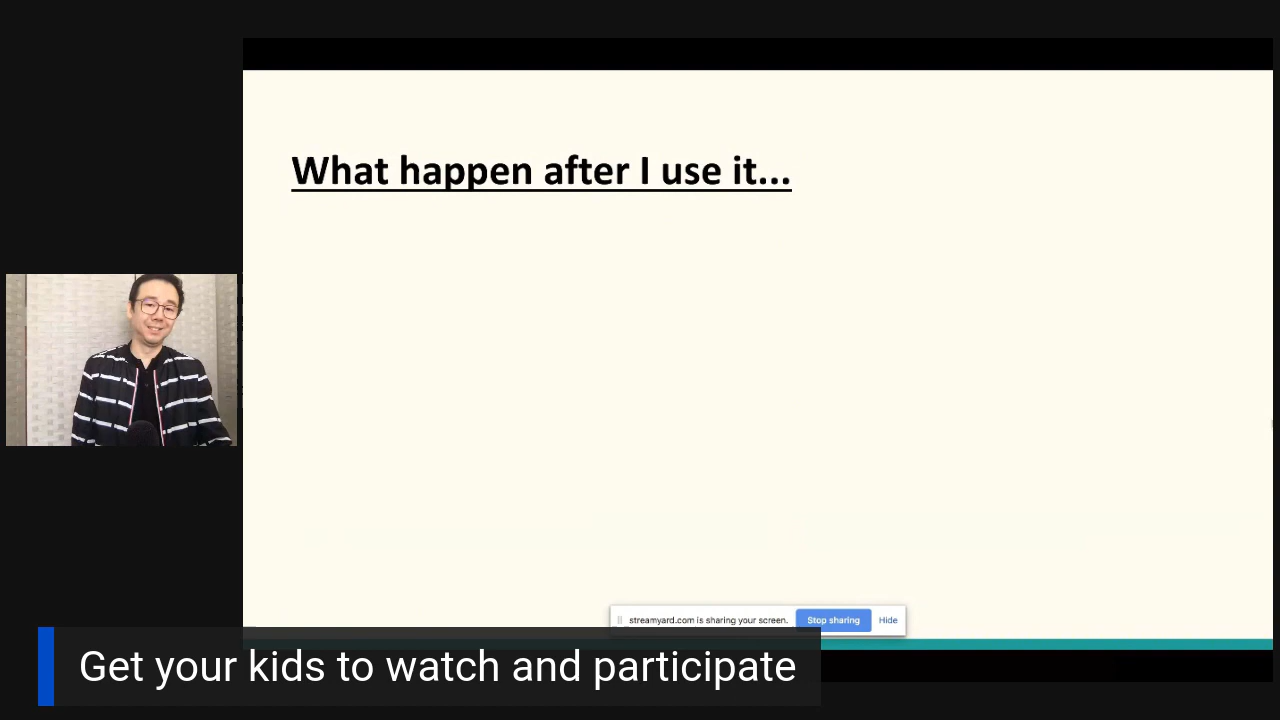 What happen after I use it...
streamyard.com is sharing your screen. Stop sharing Hide
Get your kids to watch and participate